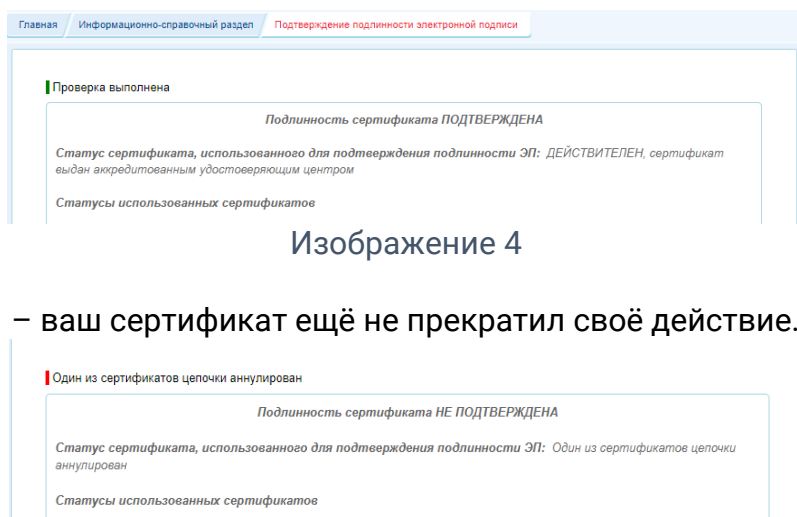 Главная Информационно-справочный раздел Подтверждение подлинности электронной подписи
Проверка выполнена
Подлинность сертификата ПОДТВЕРЖДЕНА
Статус сертификата, использованного для подтверждения подлинности ЭП: ДЕЙСТВИТЕЛЕН, сертификат
выдан аккредитованным удостоверяющим центром
Статусы использованных сертификатов
Изображение 4
– ваш сертификат ещё не прекратил своё действие.
Один из сертификатов цепочки аннулирован
Подлинность сертификата НЕ ПОДТВЕРЖДЕНА
Статус сертификата, использованного для подтверждения подлинности ЭП: Один из сертификатов цепочки
аннулирован
Статусы использованных сертификатов